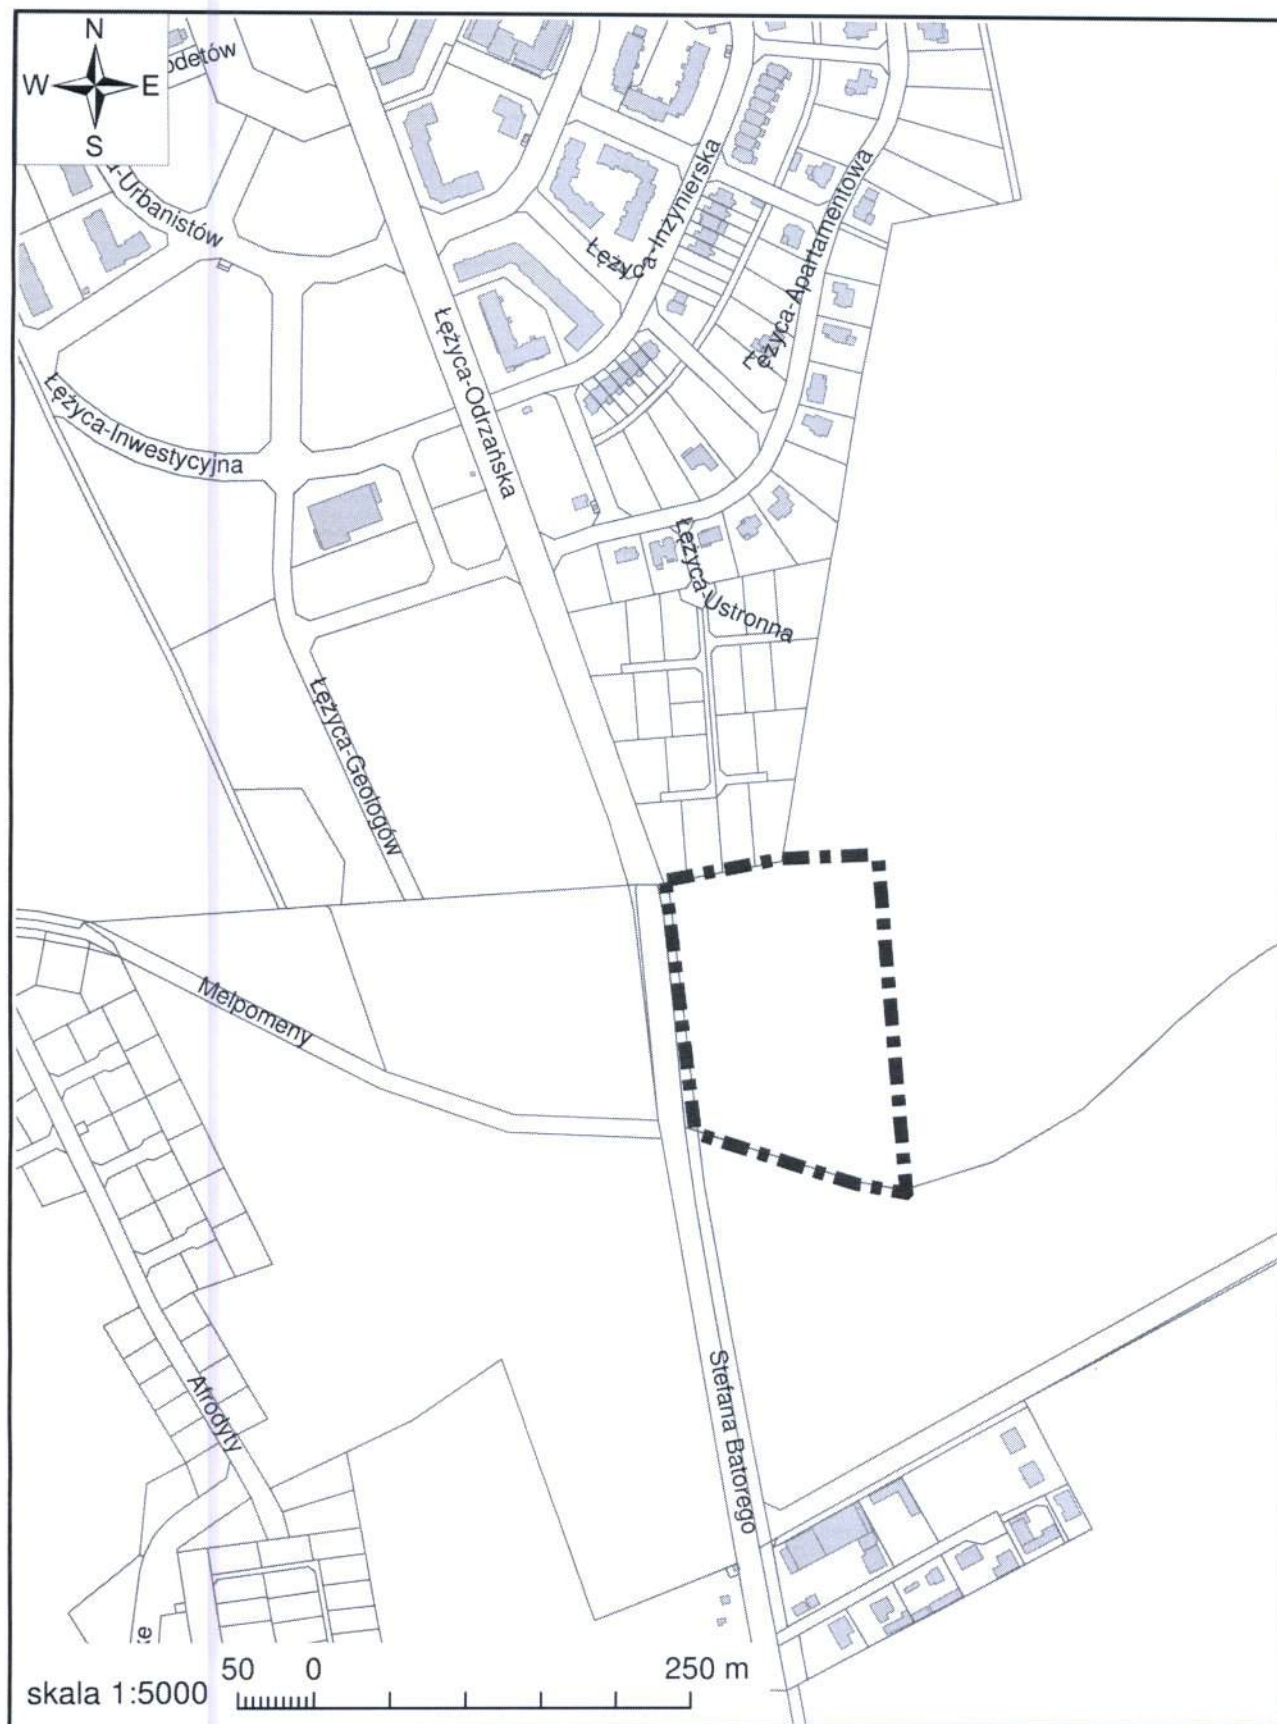 N
W E
S
odetów
Urbanistów
Łężyca-Inżynierska
Łężyca-Apartamentowa
Łężyca-Odrzańska
Łężyca-Inwestycyjna
Łężyca-Ustronna
Łężyca-Geologów
Melpomeny
Stefana Batorego
Afrodyty
50 0 250 m
skala 1:5000